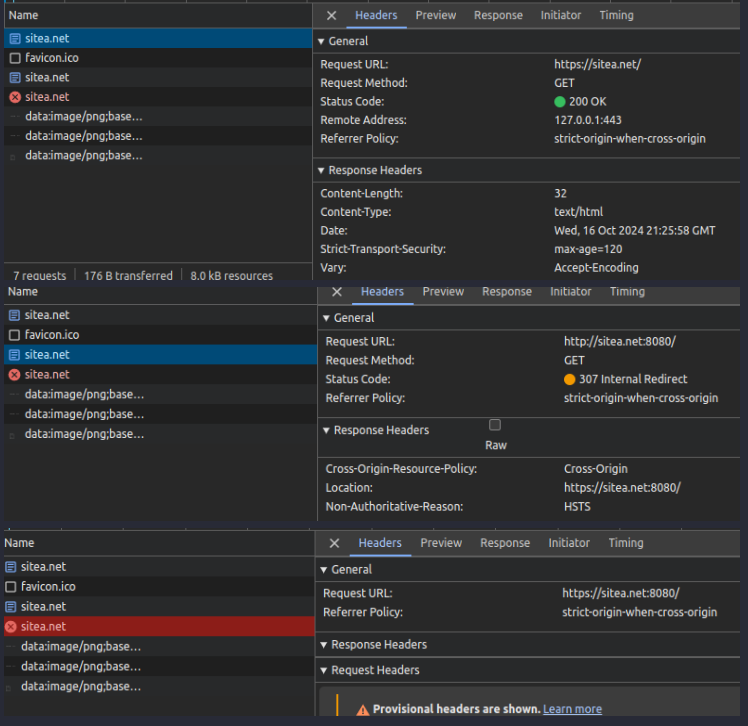 Name
Headers Preview Response Initiator Timing
sitea.net
General
favicon.ico
Request URL: https://sitea.net/
sitea.net
Request Method: GET
sitea.net
Status Code: 200 OK
data:image/png;base...
Remote Address: 127.0.0.1:443
data:image/png;base...
Referrer Policy: strict-origin-when-cross-origin
data:image/png;base...
Response Headers
Content-Length: 32
Content-Type: text/html
Date: Wed, 16 Oct 2024 21:25:58 GMT
Strict-Transport-Security: max-age=120
Vary: Accept-Encoding
7 requests 176 B transferred 8.0 kB resources
Name
Headers Preview Response Initiator Timing
sitea.net
General
favicon.ico
Request URL: http://sitea.net:8080/
sitea.net
Request Method: GET
sitea.net
Status Code: 307 Internal Redirect
data:image/png;base...
Referrer Policy: strict-origin-when-cross-origin
data:image/png;base...
data:image/png;base...
Response Headers
Raw
Cross-Origin-Resource-Policy: Cross-Origin
Location: https://sitea.net:8080/
Non-Authoritative-Reason: HSTS
Name
Headers Preview Response Initiator Timing
sitea.net
General
favicon.ico
Request URL: https://sitea.net:8080/
sitea.net
Referrer Policy: strict-origin-when-cross-origin
sitea.net
data:image/png;base...
Response Headers
data:image/png;base...
Request Headers
data:image/png;base...
Provisional headers are shown. Learn more